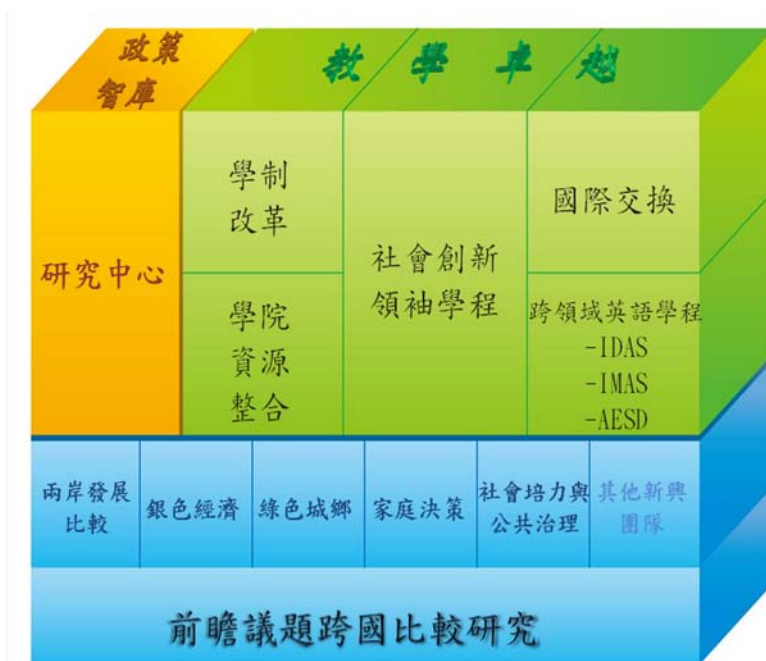 政策
智庫
教學卓越
研究中心
學制
改革
學院
資源
整合
社會創新
領袖學程
國際交換
跨領域英語學程
-IDAS
-IMAS
-AESD
兩岸發展
比較
銀色經濟
綠色城鄉
家庭決策
社會培力與
公共治理
其他新興
團隊
前瞻議題跨國比較研究